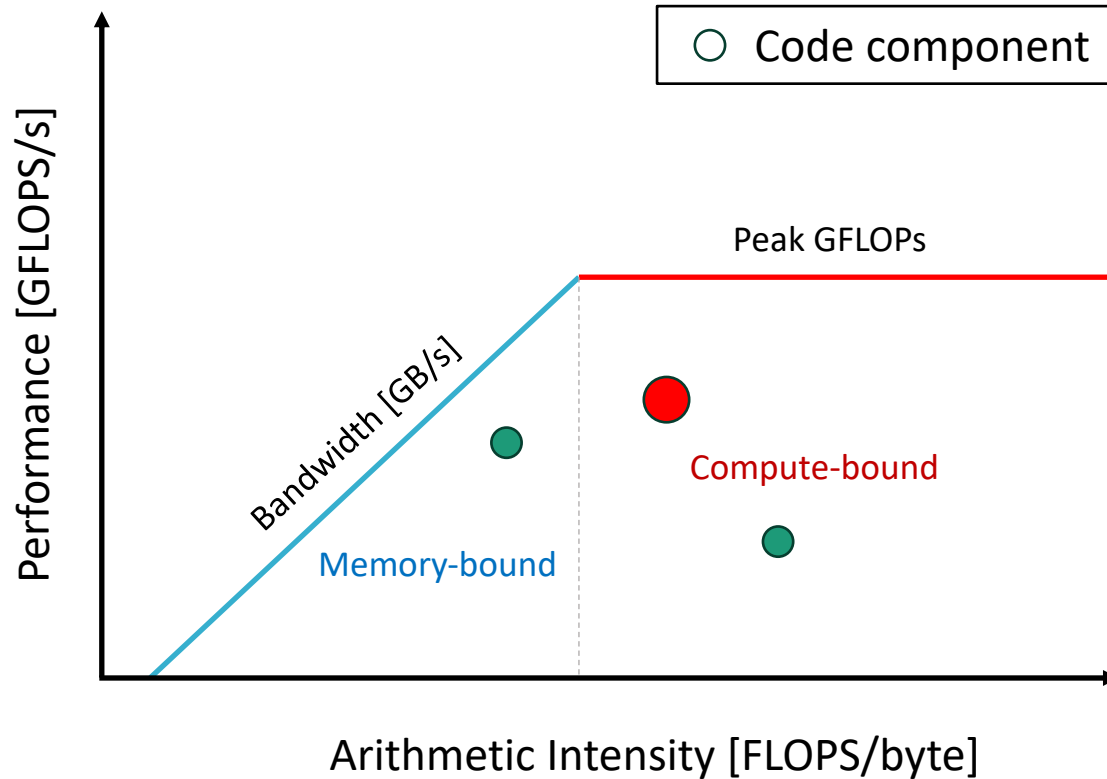 Code component
Performance [GFLOPS/s]
Peak GFLOPs
Bandwidth [GB/s]
Compute-bound
Memory-bound
Arithmetic Intensity [FLOPS/byte]